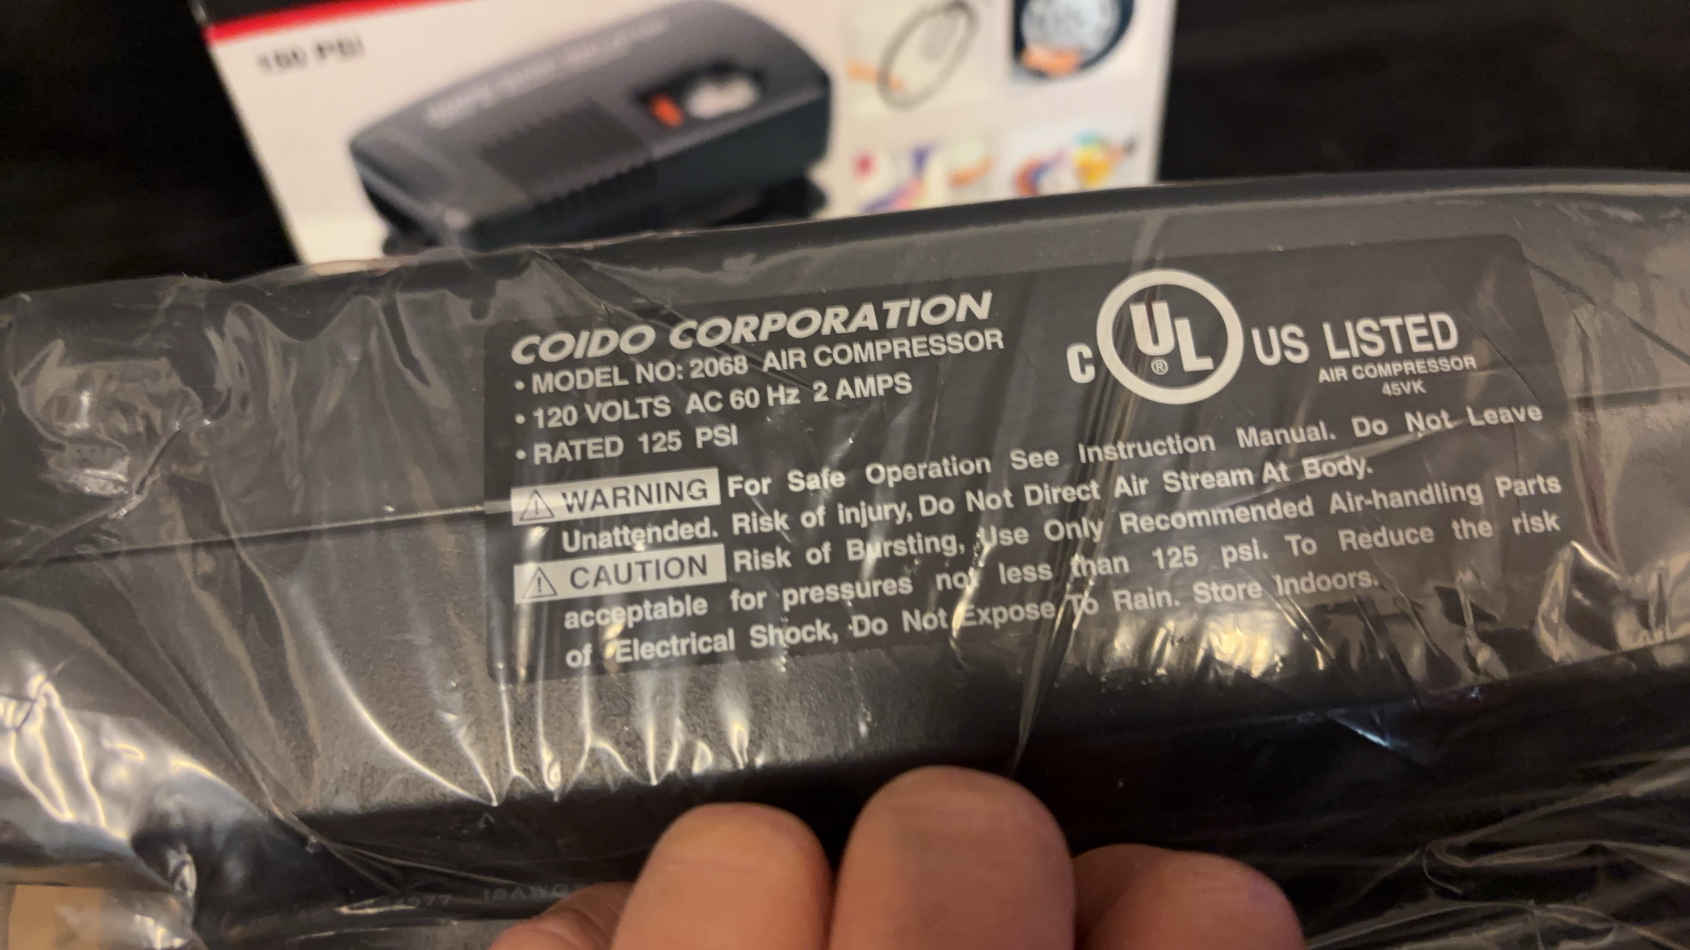 150 PSI
COIDO CORPORATION
• MODEL NO: 2068 AIR COMPRESSOR
• 120 VOLTS AC 60 Hz 2 AMPS
• RATED 125 PSI
C UL ® US LISTED
AIR COMPRESSOR
45VK
⚠ WARNING For Safe Operation See Instruction Manual. Do Not Leave
Unattended. Risk of injury, Do Not Direct Air Stream At Body.
⚠ CAUTION Risk of Bursting, Use Only Recommended Air-handling Parts
acceptable for pressures not less than 125 psi. To Reduce the risk
of Electrical Shock, Do Not Expose To Rain. Store Indoors.